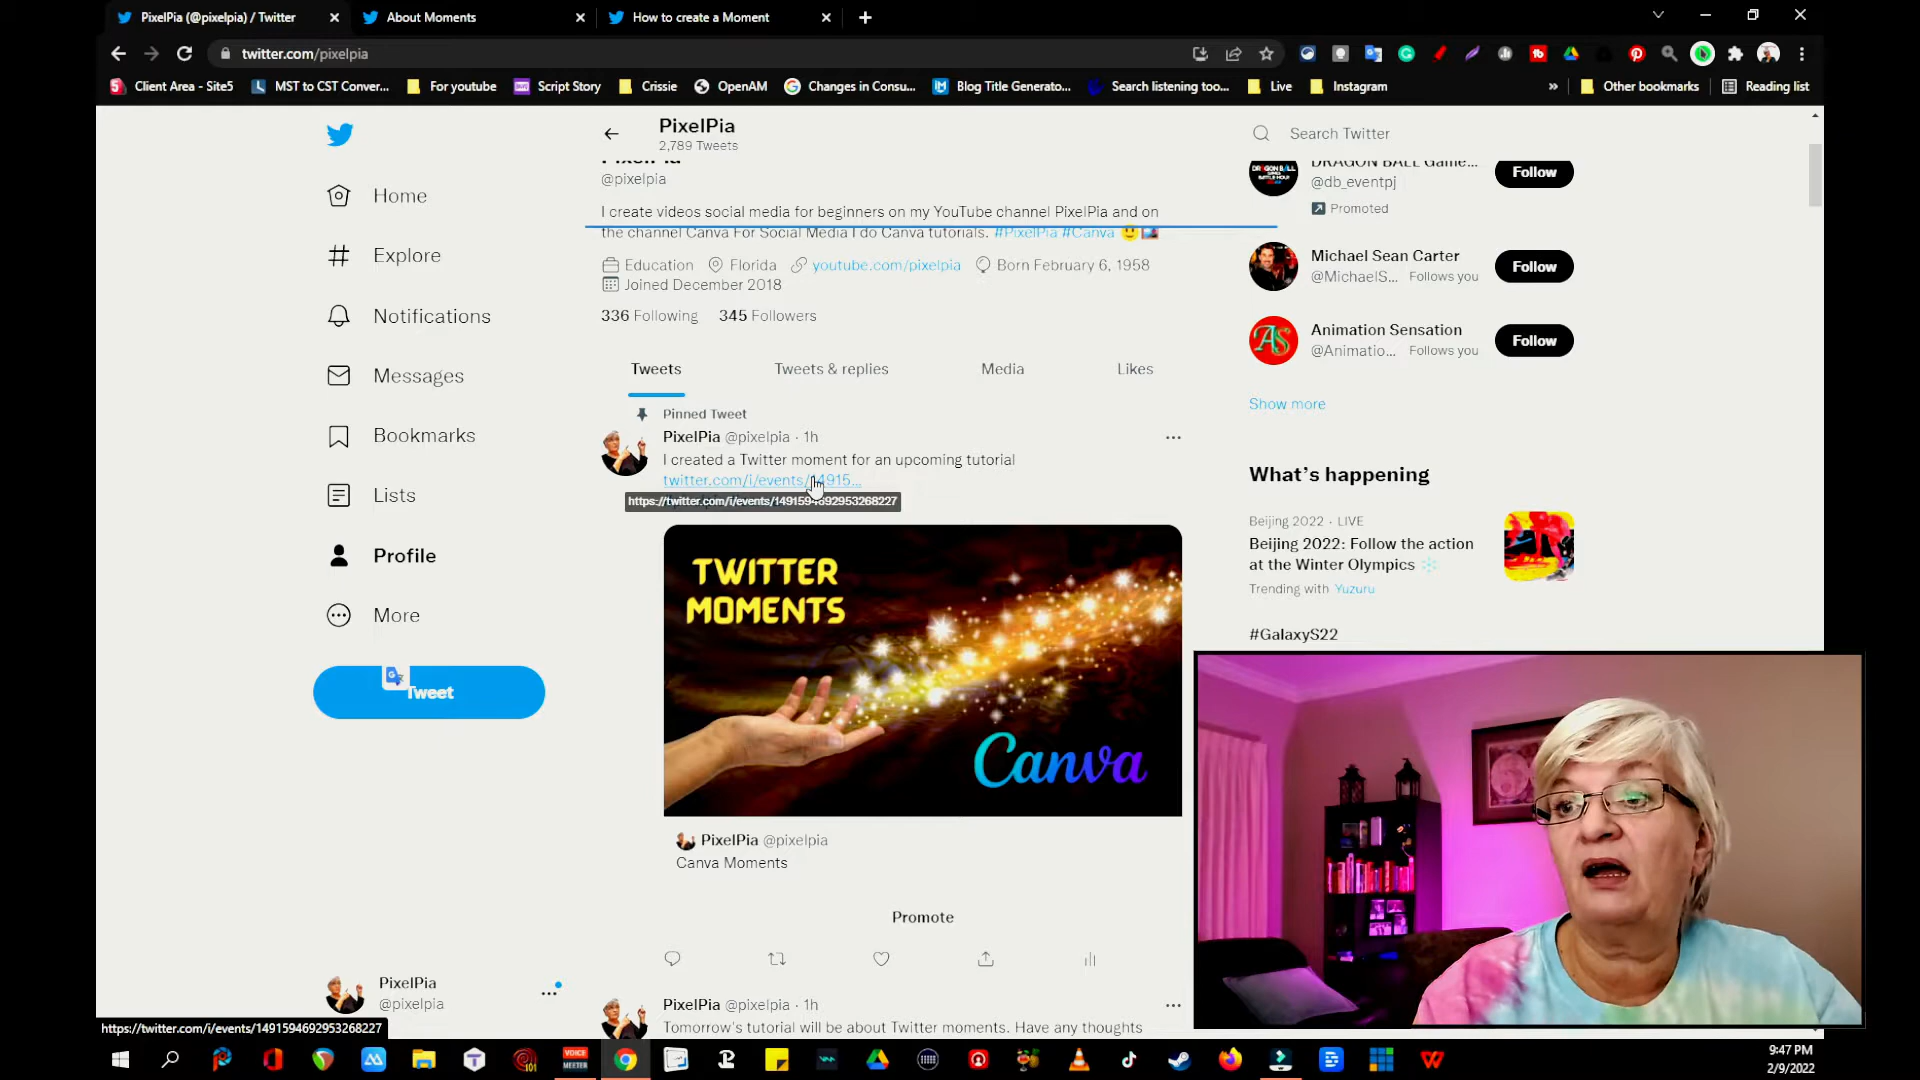 PixelPia (@pixelpia) / Twitter
About Moments
How to create a Moment
twitter.com/pixelpia
Client Area - Site5
MST to CST Conver...
For youtube
Script Story
Crissie
OpenAM
Changes in Consu...
Blog Title Generato...
Search listening too...
Live
Instagram
»
Other bookmarks
Reading list
PixelPia
2,789 Tweets
PixelPia
@pixelpia
I create videos social media for beginners on my YouTube channel PixelPia and on
the channel Canva For Social Media I do Canva tutorials. #PixelPia #Canva
Education
Florida
youtube.com/pixelpia
Born February 6, 1958
Joined December 2018
336 Following
345 Followers
Tweets
Tweets & replies
Media
Likes
Pinned Tweet
PixelPia @pixelpia · 1h
I created a Twitter moment for an upcoming tutorial
twitter.com/i/events/14915...
https://twitter.com/i/events/1491594692953268227
TWITTER
MOMENTS
Canva
PixelPia @pixelpia
Canva Moments
Promote
PixelPia @pixelpia · 1h
Tomorrow's tutorial will be about Twitter moments. Have any thoughts
Home
Explore
Notifications
Messages
Bookmarks
Lists
Profile
More
Tweet
PixelPia
@pixelpia
https://twitter.com/i/events/1491594692953268227
Search Twitter
DRAGON BALL Game...
@db_eventpj
Follow
Promoted
Michael Sean Carter
@MichaelS...
Follows you
Follow
Animation Sensation
@Animatio...
Follows you
Follow
Show more
What's happening
Beijing 2022 · LIVE
Beijing 2022: Follow the action
at the Winter Olympics
Trending with Yuzuru
#GalaxyS22
9:47 PM
2/9/2022